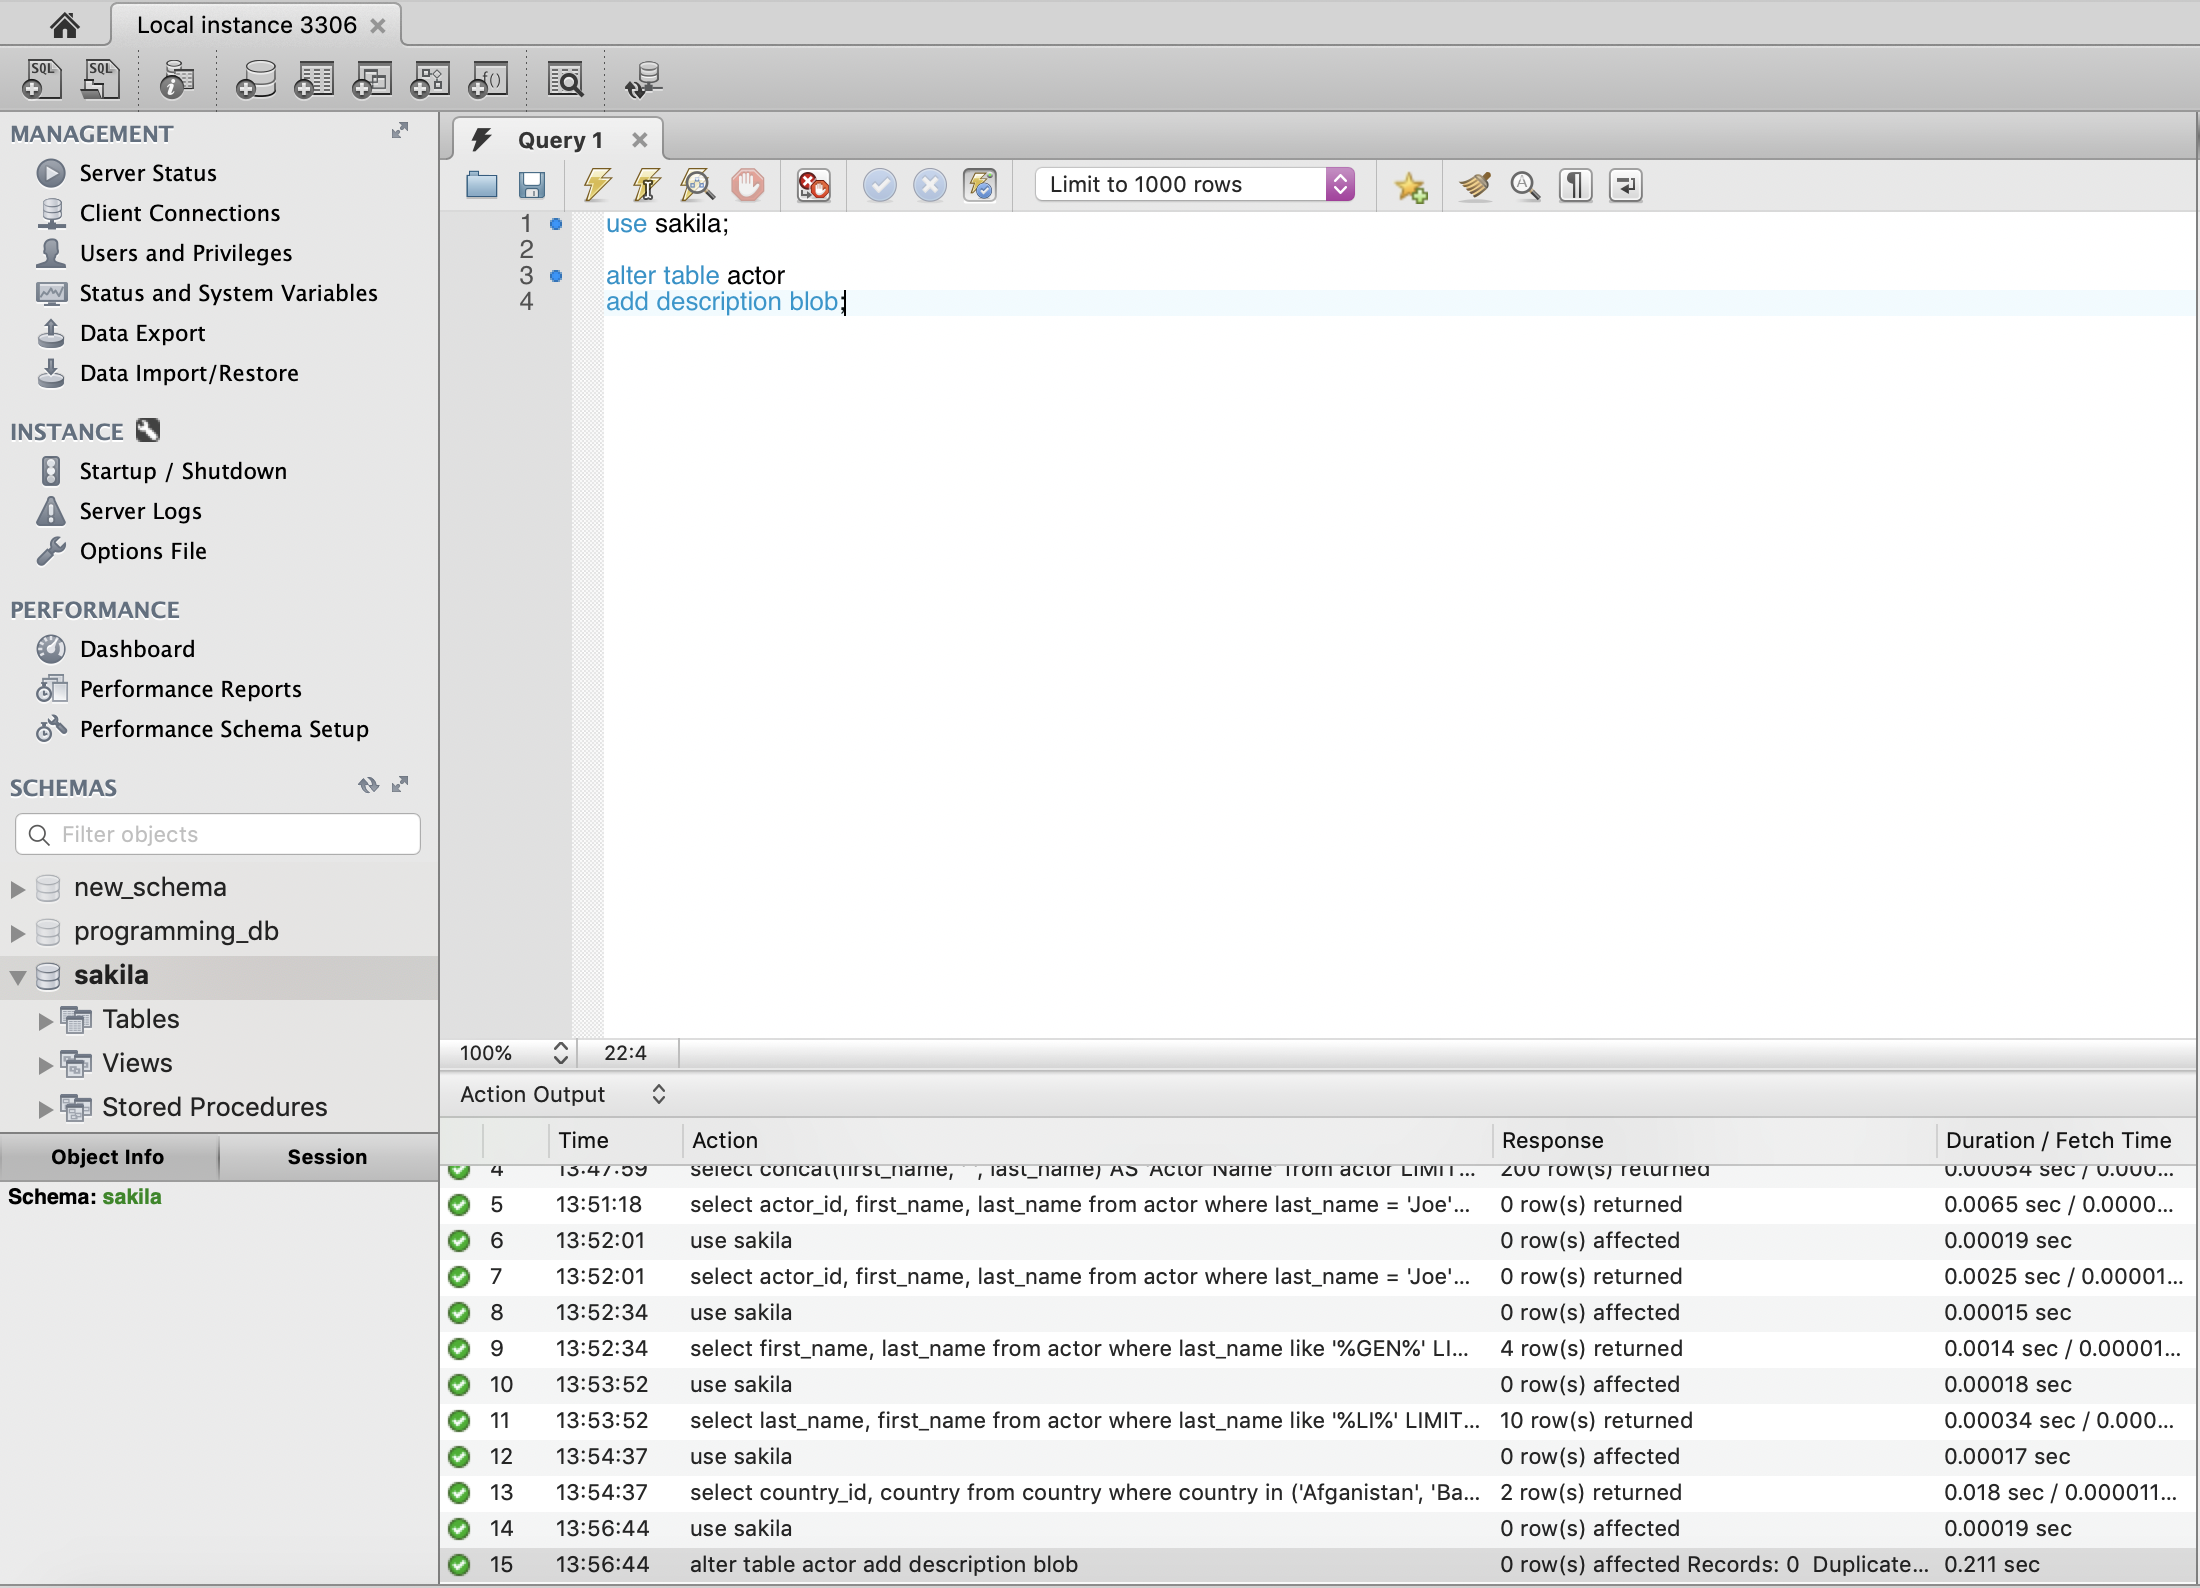 Local instance 3306
SQL SQL f()
MANAGEMENT
Server Status
Client Connections
Users and Privileges
Status and System Variables
Data Export
Data Import/Restore
INSTANCE
Startup / Shutdown
Server Logs
Options File
PERFORMANCE
Dashboard
Performance Reports
Performance Schema Setup
SCHEMAS
Filter objects
new_schema
programming_db
sakila
Tables
Views
Stored Procedures
Object Info Session
Schema: sakila
Query 1
Limit to 1000 rows
1 use sakila;
2
3 alter table actor
4 add description blob;
100% 22:4
Action Output
Time Action Response Duration / Fetch Time
4 13:47:59 select concat(first_name, ' ', last_name) AS 'Actor Name' from actor LIMIT... 200 row(s) returned 0.00054 sec / 0.000...
5 13:51:18 select actor_id, first_name, last_name from actor where last_name = 'Joe'... 0 row(s) returned 0.0065 sec / 0.0000...
6 13:52:01 use sakila 0 row(s) affected 0.00019 sec
7 13:52:01 select actor_id, first_name, last_name from actor where last_name = 'Joe'... 0 row(s) returned 0.0025 sec / 0.00001...
8 13:52:34 use sakila 0 row(s) affected 0.00015 sec
9 13:52:34 select first_name, last_name from actor where last_name like '%GEN%' LI... 4 row(s) returned 0.0014 sec / 0.00001...
10 13:53:52 use sakila 0 row(s) affected 0.00018 sec
11 13:53:52 select last_name, first_name from actor where last_name like '%LI%' LIMIT... 10 row(s) returned 0.00034 sec / 0.000...
12 13:54:37 use sakila 0 row(s) affected 0.00017 sec
13 13:54:37 select country_id, country from country where country in ('Afganistan', 'Ba... 2 row(s) returned 0.018 sec / 0.000011...
14 13:56:44 use sakila 0 row(s) affected 0.00019 sec
15 13:56:44 alter table actor add description blob 0 row(s) affected Records: 0 Duplicate... 0.211 sec